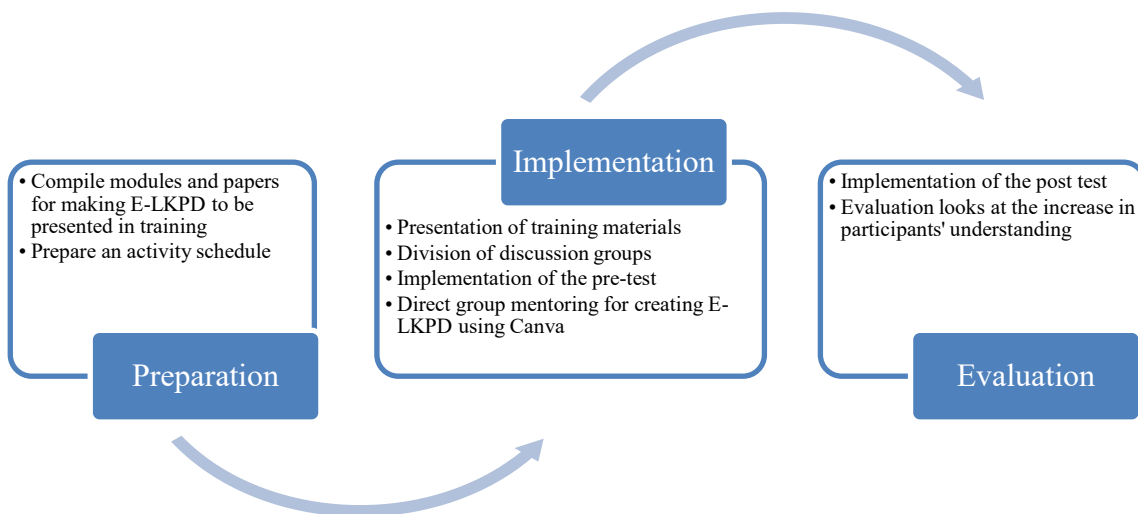 • Compile modules and papers
for making E-LKPD to be
presented in training
• Prepare an activity schedule
Preparation
Implementation
• Presentation of training materials
• Division of discussion groups
• Implementation of the pre-test
• Direct group mentoring for creating E-
LKPD using Canva
• Implementation of the post test
• Evaluation looks at the increase in
participants' understanding
Evaluation